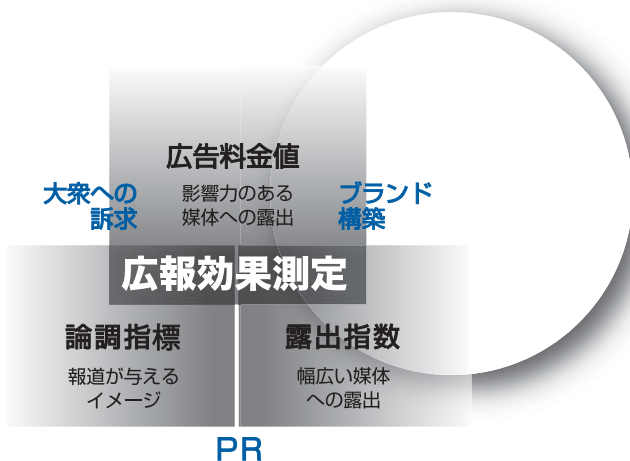 広告料金値
大衆への
訴求
影響力のある
媒体への露出
ブランド
構築
広報効果測定
論調指標
報道が与える
イメージ
露出指数
幅広い媒体
への露出
PR